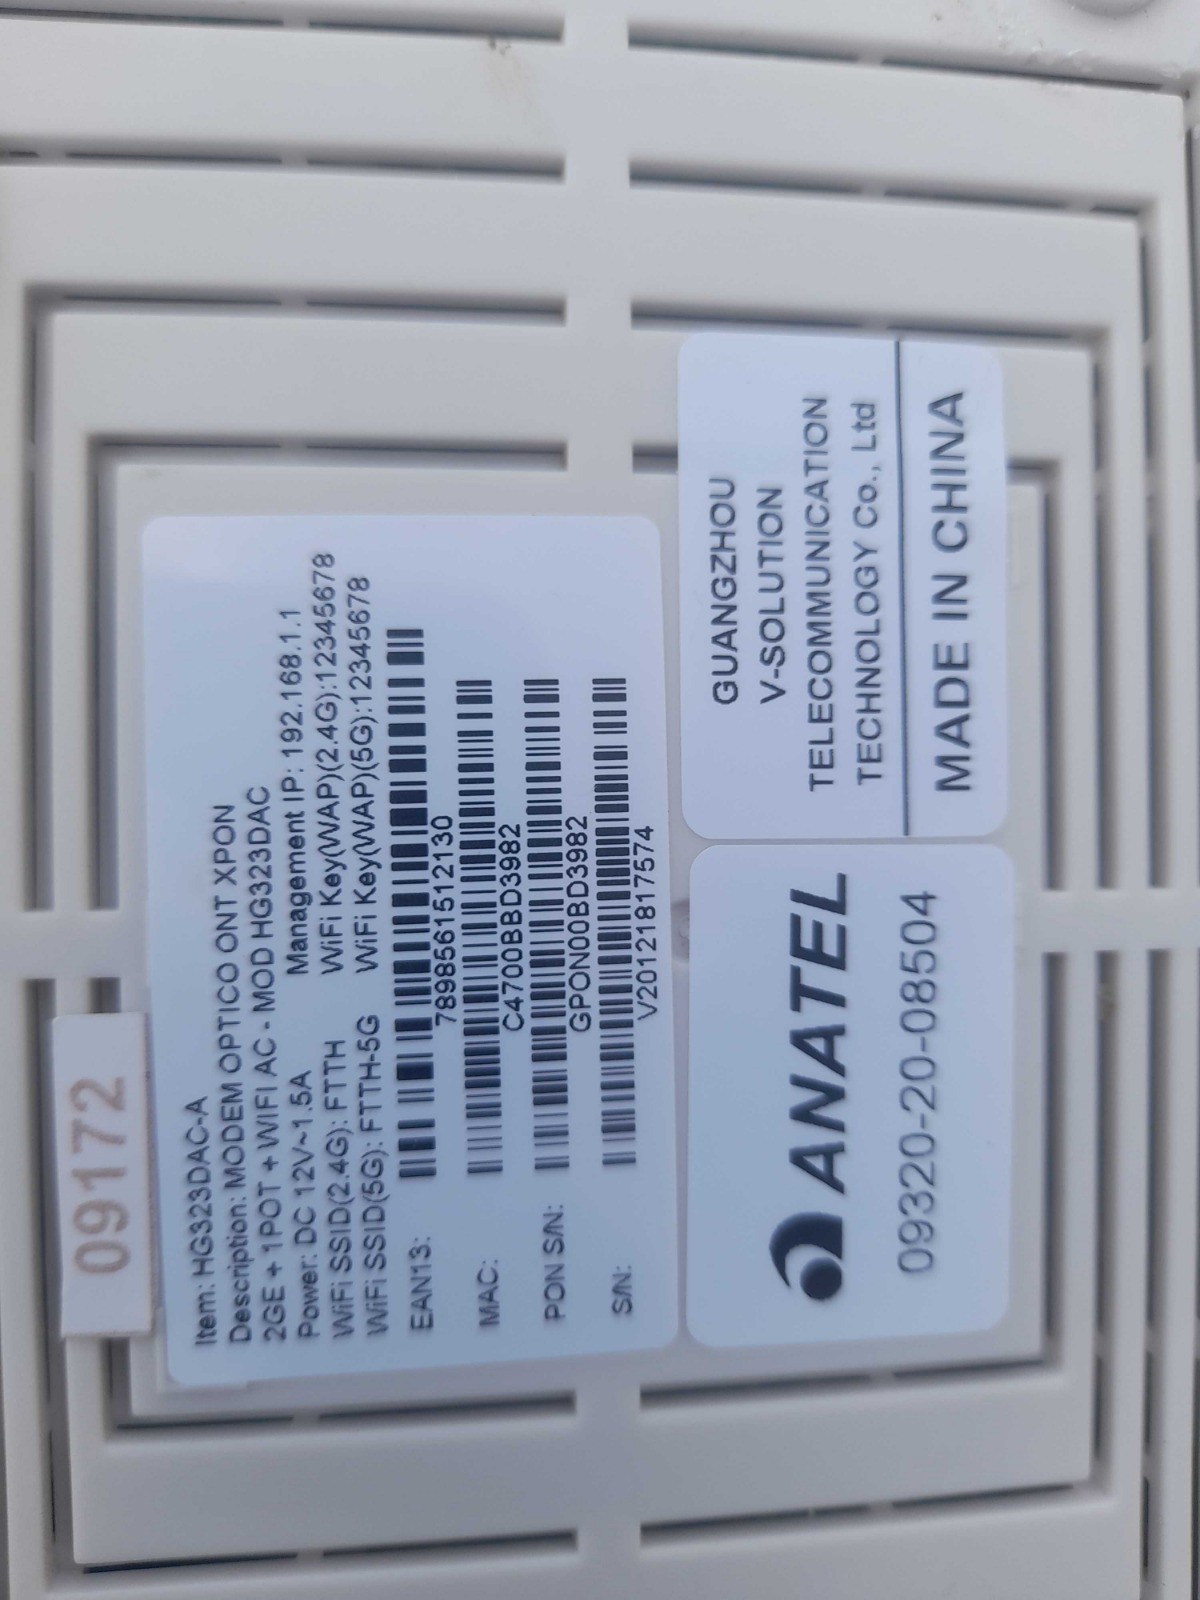 09172
Item: HG323DAC-A
Description: MODEM OPTICO ONT XPON
2GE + 1POT + WIFI AC - MOD HG323DAC
Power: DC 12V~1.5A Management IP: 192.168.1.1
WiFi SSID(2.4G): FTTH WiFi Key(WAP)(2.4G):12345678
WiFi SSID(5G): FTTH-5G WiFi Key(WAP)(5G):12345678
EAN13:
7898561512130
MAC:
C4700BBD3982
PON S/N:
GPON00BD3982
S/N:
V20121817574
ANATEL
09320-20-08504
GUANGZHOU
V-SOLUTION
TELECOMMUNICATION
TECHNOLOGY Co., Ltd
MADE IN CHINA